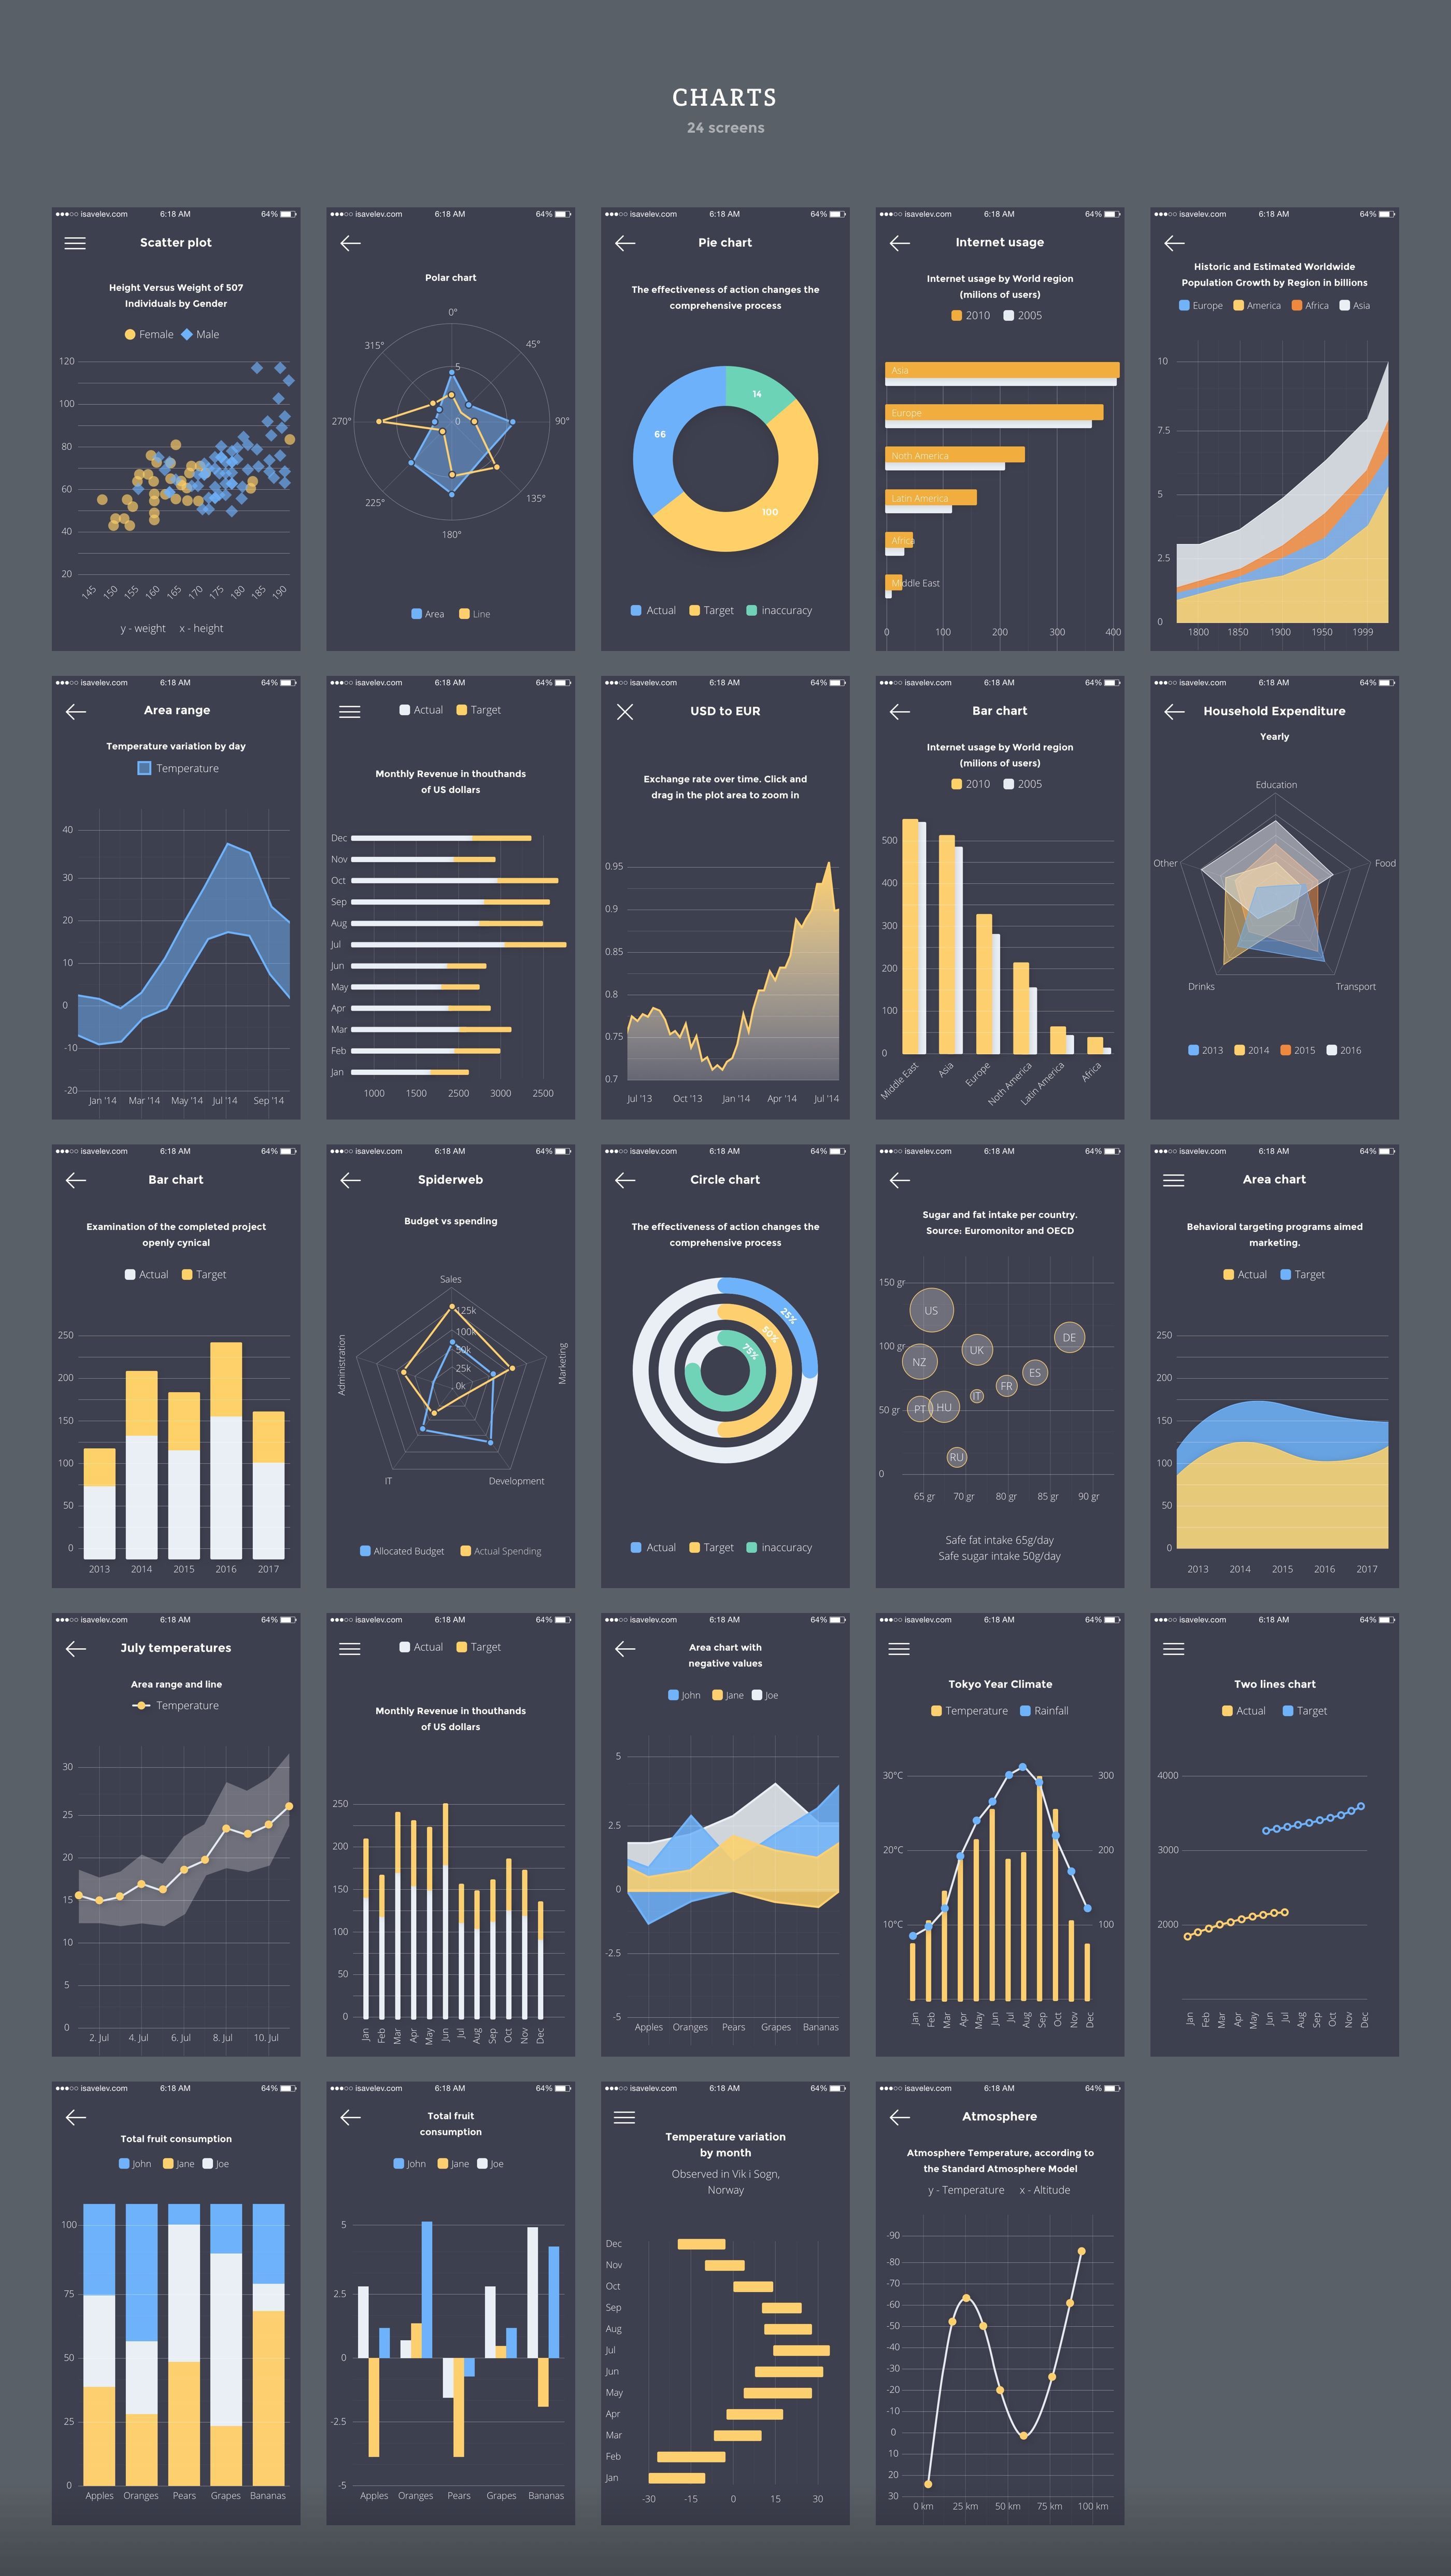 CHARTS
24 screens
isavelev.com 6:18 AM 64%
Scatter plot
Height Versus Weight of 507
Individuals by Gender
Female Male
120
100
80
60
40
20
145 150 155 160 165 170 175 180 185 190
y - weight x - height
isavelev.com 6:18 AM 64%
Polar chart
0°
315° 45°
5
270° 0 90°
225° 135°
180°
Area Line
isavelev.com 6:18 AM 64%
Pie chart
The effectiveness of action changes the
comprehensive process
14
66
100
Actual Target inaccuracy
isavelev.com 6:18 AM 64%
Internet usage
Internet usage by World region
(milions of users)
2010 2005
Asia
Europe
Noth America
Latin America
Africa
Middle East
0 100 200 300 400
isavelev.com 6:18 AM 64%
Historic and Estimated Worldwide
Population Growth by Region in billions
Europe America Africa Asia
10
7.5
5
2.5
0
1800 1850 1900 1950 1999
isavelev.com 6:18 AM 64%
Area range
Temperature variation by day
Temperature
40
30
20
10
0
-10
-20
Jan '14 Mar '14 May '14 Jul '14 Sep '14
isavelev.com 6:18 AM 64%
Actual Target
Monthly Revenue in thouthands
of US dollars
Dec
Nov
Oct
Sep
Aug
Jul
Jun
May
Apr
Mar
Feb
Jan
1000 1500 2500 3000 2500
isavelev.com 6:18 AM 64%
USD to EUR
Exchange rate over time. Click and
drag in the plot area to zoom in
0.95
0.9
0.85
0.8
0.75
0.7
Jul '13 Oct '13 Jan '14 Apr '14 Jul '14
isavelev.com 6:18 AM 64%
Bar chart
Internet usage by World region
(milions of users)
2010 2005
500
400
300
200
100
0
Middle East Asia Europe Noth America Latin America Africa
isavelev.com 6:18 AM 64%
Household Expenditure
Yearly
Education
Other Food
Drinks Transport
2013 2014 2015 2016
isavelev.com 6:18 AM 64%
Bar chart
Examination of the completed project
openly cynical
Actual Target
250
200
150
100
50
0
2013 2014 2015 2016 2017
isavelev.com 6:18 AM 64%
Spiderweb
Budget vs spending
Sales
125k
100k
50k
25k
0k
Administration Marketing
IT Development
Allocated Budget Actual Spending
isavelev.com 6:18 AM 64%
Circle chart
The effectiveness of action changes the
comprehensive process
25%
50%
75%
Actual Target inaccuracy
isavelev.com 6:18 AM 64%
Sugar and fat intake per country.
Source: Euromonitor and OECD
150 gr
US
DE
100 gr UK
NZ
ES
FR
IT
50 gr PT HU
RU
0
65 gr 70 gr 80 gr 85 gr 90 gr
Safe fat intake 65g/day
Safe sugar intake 50g/day
isavelev.com 6:18 AM 64%
Area chart
Behavioral targeting programs aimed
marketing.
Actual Target
250
200
150
100
50
0
2013 2014 2015 2016 2017
isavelev.com 6:18 AM 64%
July temperatures
Area range and line
Temperature
30
25
20
15
10
5
0
2. Jul 4. Jul 6. Jul 8. Jul 10. Jul
isavelev.com 6:18 AM 64%
Actual Target
Monthly Revenue in thouthands
of US dollars
250
200
150
100
50
0
Jan Feb Mar Apr May Jun Jul Aug Sep Oct Nov Dec
isavelev.com 6:18 AM 64%
Area chart with
negative values
John Jane Joe
5
2.5
0
-2.5
-5
Apples Oranges Pears Grapes Bananas
isavelev.com 6:18 AM 64%
Tokyo Year Climate
Temperature Rainfall
30°C 300
20°C 200
10°C 100
Jan Feb Mar Apr May Jun Jul Aug Sep Oct Nov Dec
isavelev.com 6:18 AM 64%
Two lines chart
Actual Target
4000
3000
2000
Jan Feb Mar Apr May Jun Jul Aug Sep Oct Nov Dec
isavelev.com 6:18 AM 64%
Total fruit consumption
John Jane Joe
100
75
50
25
0
Apples Oranges Pears Grapes Bananas
isavelev.com 6:18 AM 64%
Total fruit
consumption
John Jane Joe
5
2.5
0
-2.5
-5
Apples Oranges Pears Grapes Bananas
isavelev.com 6:18 AM 64%
Temperature variation
by month
Observed in Vik i Sogn,
Norway
Dec
Nov
Oct
Sep
Aug
Jul
Jun
May
Apr
Mar
Feb
Jan
-30 -15 0 15 30
isavelev.com 6:18 AM 64%
Atmosphere
Atmosphere Temperature, according to
the Standard Atmosphere Model
y - Temperature x - Altitude
-90
-80
-70
-60
-50
-40
-30
-20
-10
0
10
20
30
0 km 25 km 50 km 75 km 100 km